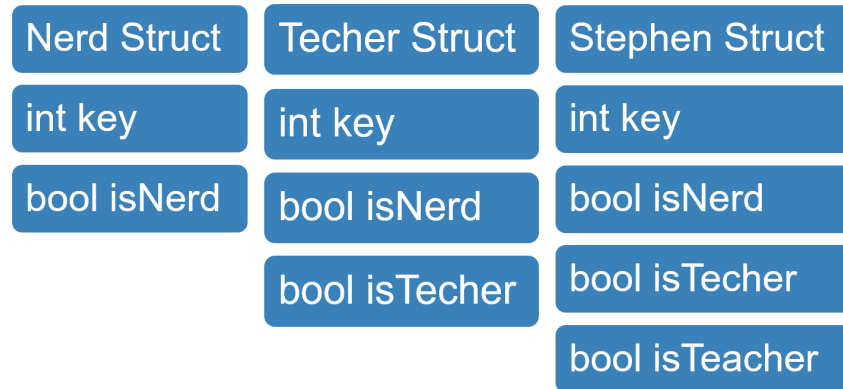 Nerd Struct
int key
bool isNerd
Techer Struct
int key
bool isNerd
bool isTecher
Stephen Struct
int key
bool isNerd
bool isTecher
bool isTeacher